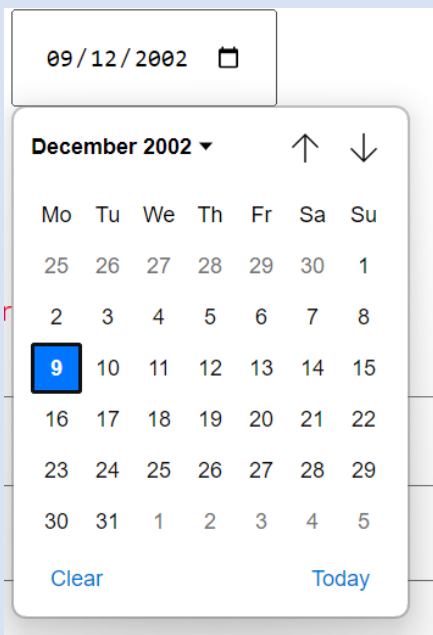 09/12/2002
December 2002
Mo Tu We Th Fr Sa Su
25 26 27 28 29 30 1
2 3 4 5 6 7 8
9 10 11 12 13 14 15
16 17 18 19 20 21 22
23 24 25 26 27 28 29
30 31 1 2 3 4 5
Clear Today